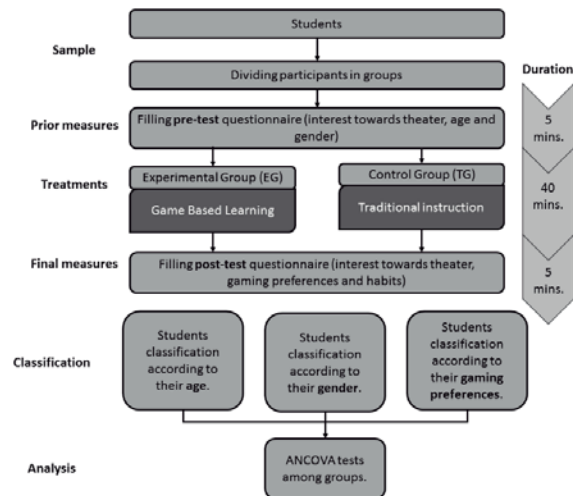 Students
Sample
Duration
Dividing participants in groups
Prior measures
Filling pre-test questionnaire (interest towards theater, age and
gender)
5
mins.
Treatments
Experimental Group (EG)
Control Group (TG)
Game Based Learning
Traditional instruction
40
mins.
Final measures
Filling post-test questionnaire (interest towards theater,
gaming preferences and habits)
5
mins.
Classification
Students
classification
according to
their age.
Students
classification
according to
their gender.
Students
classification
according to
their gaming
preferences.
Analysis
ANCOVA tests
among groups.